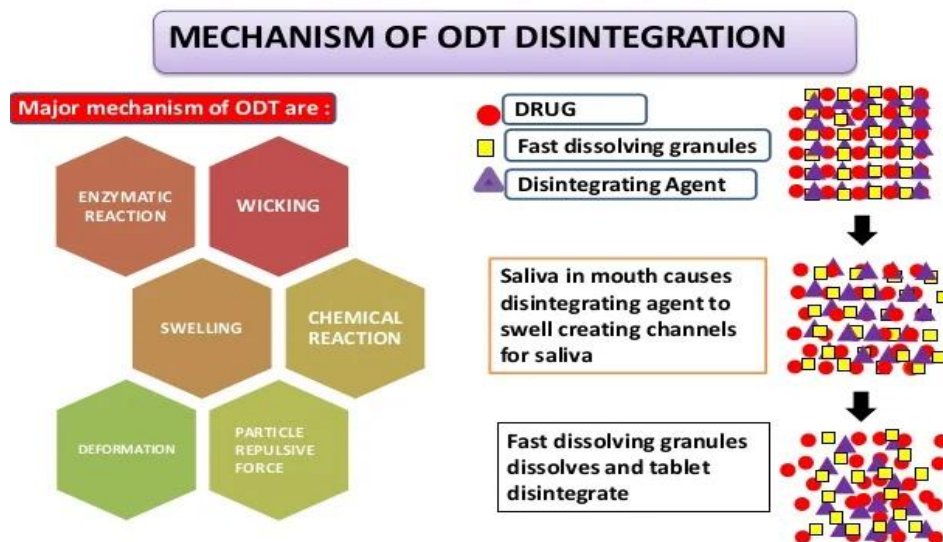 MECHANISM OF ODT DISINTEGRATION
Major mechanism of ODT are :
ENZYMATIC
REACTION
WICKING
SWELLING
CHEMICAL
REACTION
DEFORMATION
PARTICLE
REPULSIVE
FORCE
DRUG
Fast dissolving granules
Disintegrating Agent
Saliva in mouth causes
disintegrating agent to
swell creating channels
for saliva
Fast dissolving granules
dissolves and tablet
disintegrate